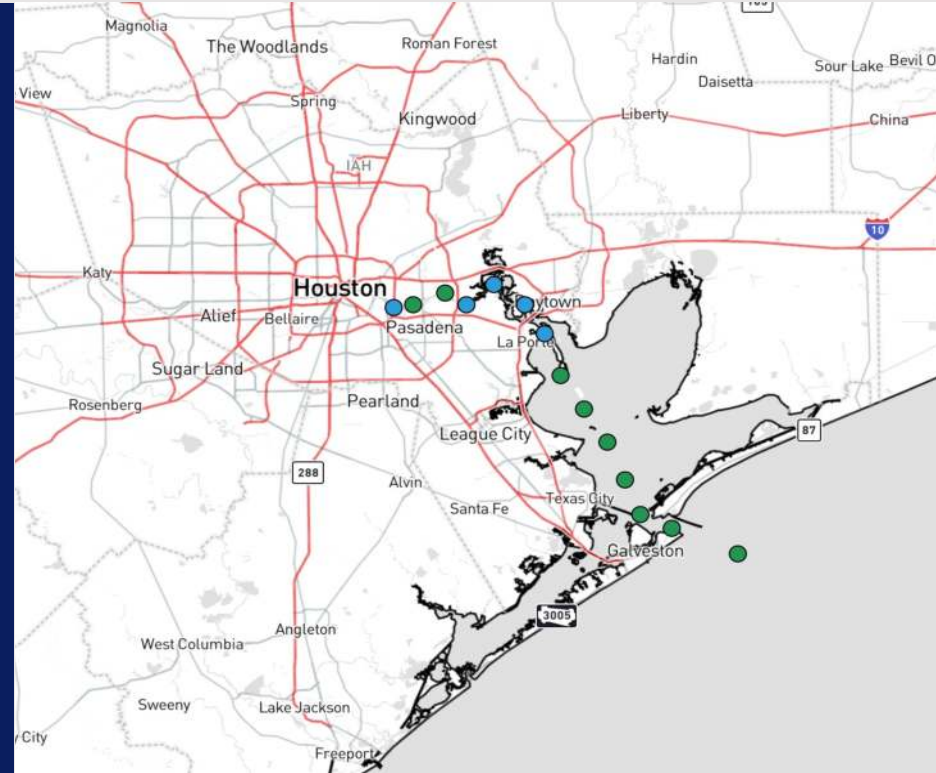 Magnolia
The Woodlands
Roman Forest
Hardin
Sour Lake
Bevil O
Daisetta
View
Spring
Kingwood
Liberty
China
IAH
10
Katy
Houston
Alief
Bellaire
Pasadena
ytown
La Porte
Sugar Land
Rosenberg
Pearland
League City
87
288
Alvin
Santa Fe
Texas City
Galveston
3005
Angleton
West Columbia
Sweeny
Lake Jackson
City
Freeport